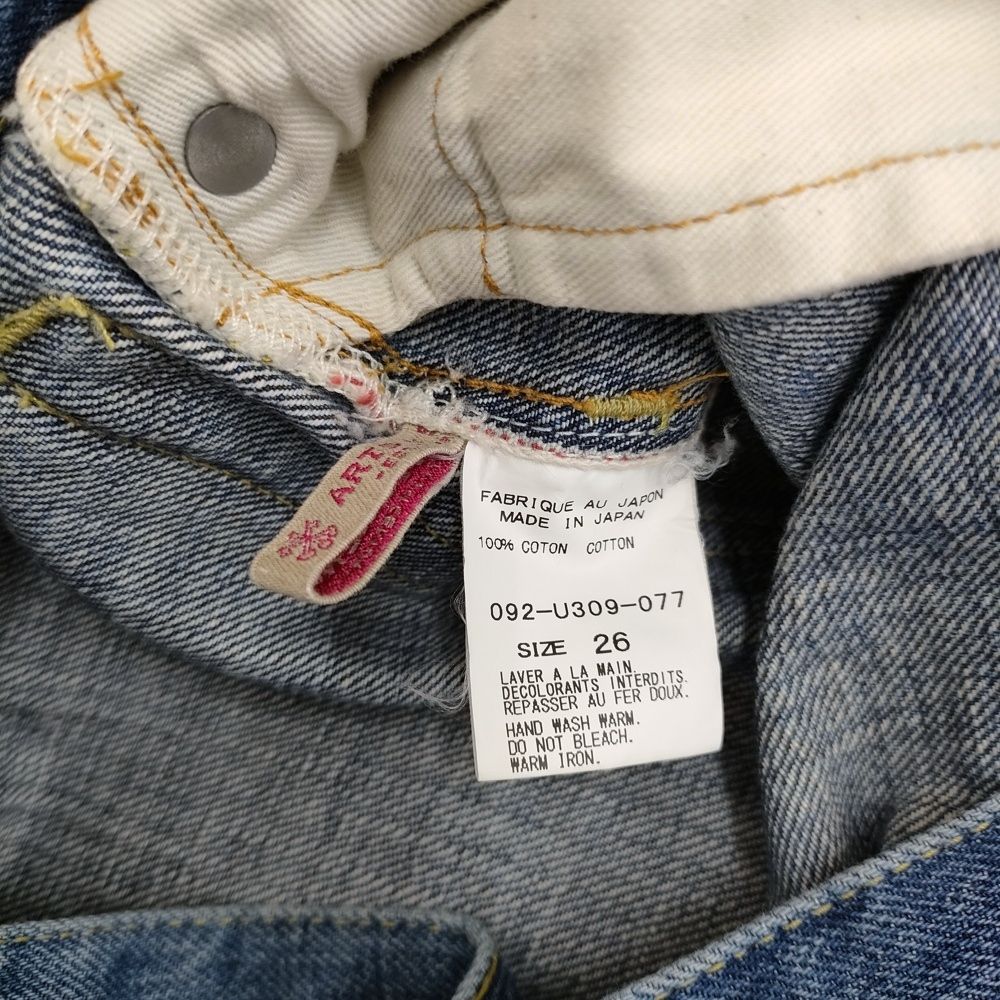 FABRIQUE AU JAPON
MADE IN JAPAN
100% COTON COTTON
092-U309-077
SIZE 26
LAVER A LA MAIN.
DECOLORANTS INTERDITS.
REPASSER AU FER DOUX.
HAND WASH WARM.
DO NOT BLEACH.
WARM IRON.